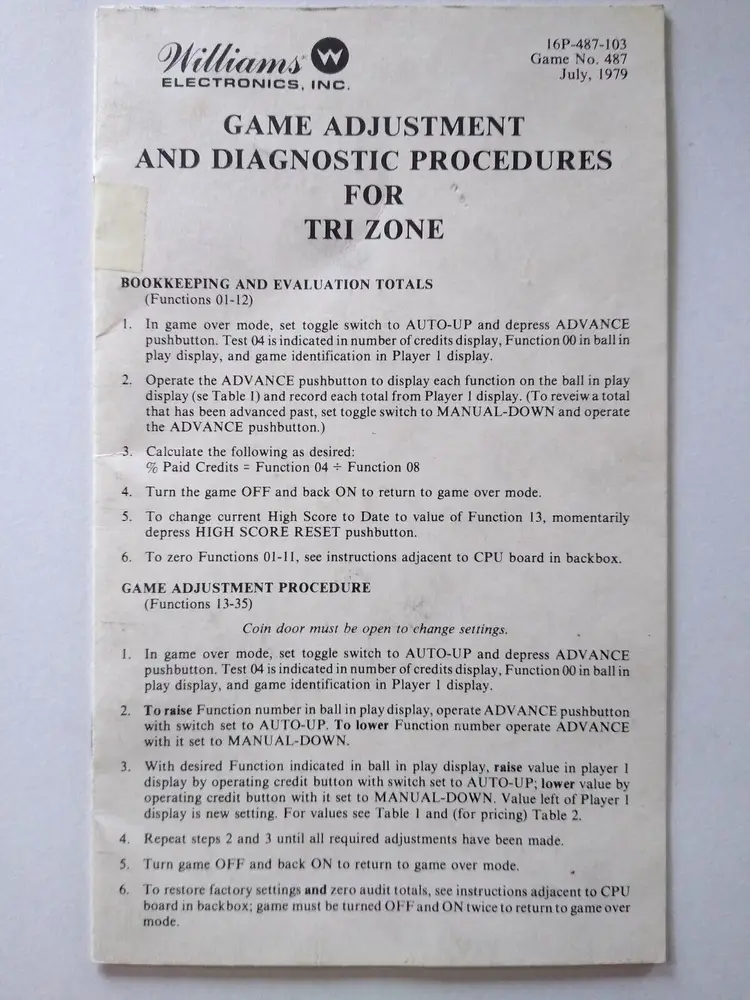 Williams W
ELECTRONICS, INC.
16P-487-103
Game No. 487
July, 1979
GAME ADJUSTMENT
AND DIAGNOSTIC PROCEDURES
FOR
TRI ZONE
BOOKKEEPING AND EVALUATION TOTALS
(Functions 01-12)
1. In game over mode, set toggle switch to AUTO-UP and depress ADVANCE
pushbutton. Test 04 is indicated in number of credits display, Function 00 in ball in
play display, and game identification in Player 1 display.
2. Operate the ADVANCE pushbutton to display each function on the ball in play
display (se Table 1) and record each total from Player 1 display. (To reveiw a total
that has been advanced past, set toggle switch to MANUAL-DOWN and operate
the ADVANCE pushbutton.)
3. Calculate the following as desired:
% Paid Credits = Function 04 ÷ Function 08
4. Turn the game OFF and back ON to return to game over mode.
5. To change current High Score to Date to value of Function 13, momentarily
depress HIGH SCORE RESET pushbutton.
6. To zero Functions 01-11, see instructions adjacent to CPU board in backbox.
GAME ADJUSTMENT PROCEDURE
(Functions 13-35)
Coin door must be open to change settings.
1. In game over mode, set toggle switch to AUTO-UP and depress ADVANCE
pushbutton. Test 04 is indicated in number of credits display, Function 00 in ball in
play display, and game identification in Player 1 display.
2. To raise Function number in ball in play display, operate ADVANCE pushbutton
with switch set to AUTO-UP. To lower Function number operate ADVANCE
with it set to MANUAL-DOWN.
3. With desired Function indicated in ball in play display, raise value in player 1
display by operating credit button with switch set to AUTO-UP; lower value by
operating credit button with it set to MANUAL-DOWN. Value left of Player 1
display is new setting. For values see Table 1 and (for pricing) Table 2.
4. Repeat steps 2 and 3 until all required adjustments have been made.
5. Turn game OFF and back ON to return to game over mode.
6. To restore factory settings and zero audit totals, see instructions adjacent to CPU
board in backbox; game must be turned OFF and ON twice to return to game over
mode.